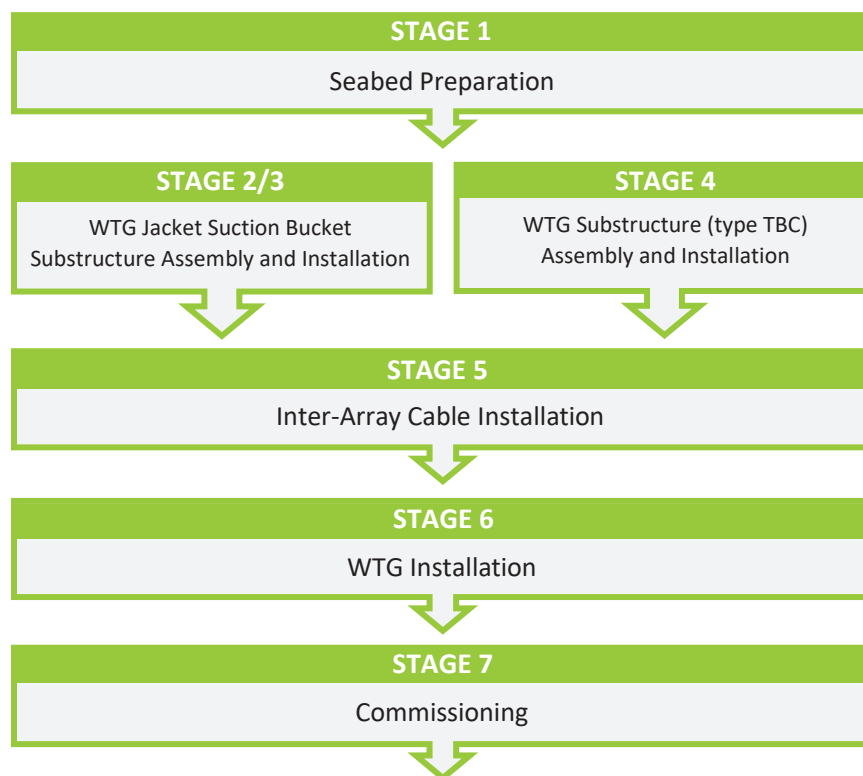 STAGE 1
Seabed Preparation
STAGE 2/3
WTG Jacket Suction Bucket
Substructure Assembly and Installation
STAGE 4
WTG Substructure (type TBC)
Assembly and Installation
STAGE 5
Inter-Array Cable Installation
STAGE 6
WTG Installation
STAGE 7
Commissioning